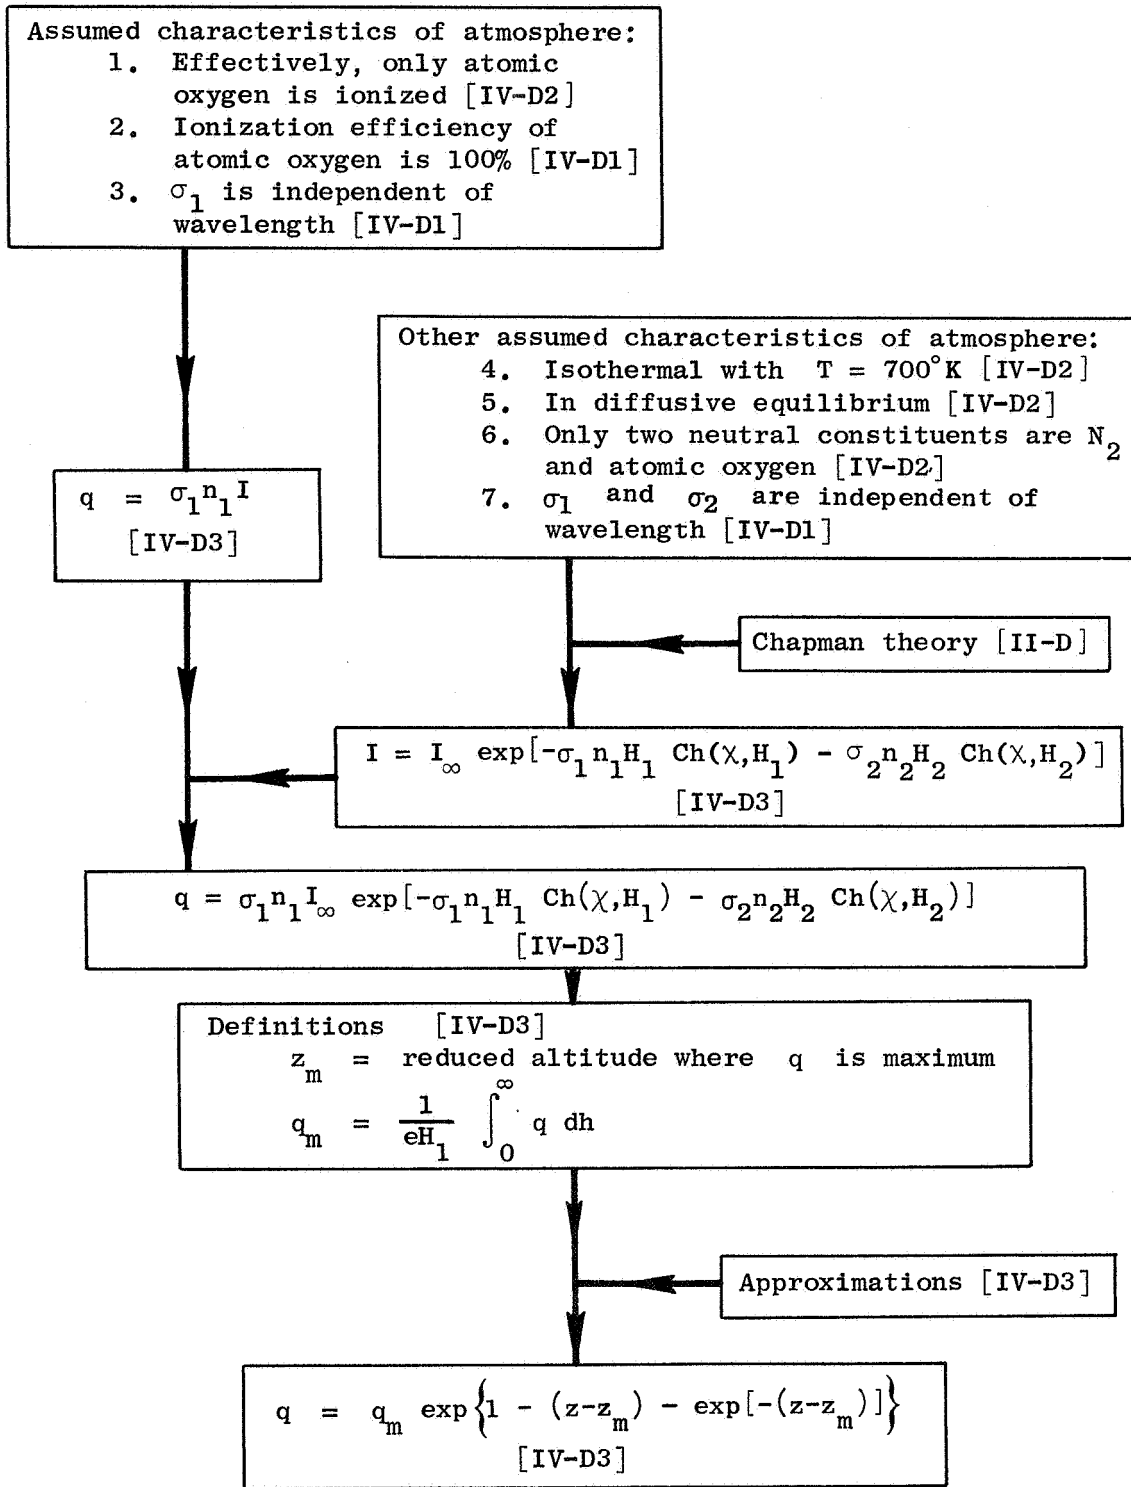 Assumed characteristics of atmosphere:
1. Effectively, only atomic
oxygen is ionized [IV-D2]
2. Ionization efficiency of
atomic oxygen is 100% [IV-D1]
3. σ₁ is independent of
wavelength [IV-D1]
Other assumed characteristics of atmosphere:
4. Isothermal with T = 700°K [IV-D2]
5. In diffusive equilibrium [IV-D2]
6. Only two neutral constituents are N₂
and atomic oxygen [IV-D2]
7. σ₁ and σ₂ are independent of
wavelength [IV-D1]
q = σ₁n₁I
[IV-D3]
Chapman theory [II-D]
I = I∞ exp[-σ₁n₁H₁ Ch(χ,H₁) - σ₂n₂H₂ Ch(χ,H₂)]
[IV-D3]
q = σ₁n₁I∞ exp[-σ₁n₁H₁ Ch(χ,H₁) - σ₂n₂H₂ Ch(χ,H₂)]
[IV-D3]
Definitions [IV-D3]
z_m = reduced altitude where q is maximum
q_m = 1/(eH₁) ∫₀^∞ q dh
Approximations [IV-D3]
q = q_m exp{1 - (z-z_m) - exp[-(z-z_m)]}
[IV-D3]